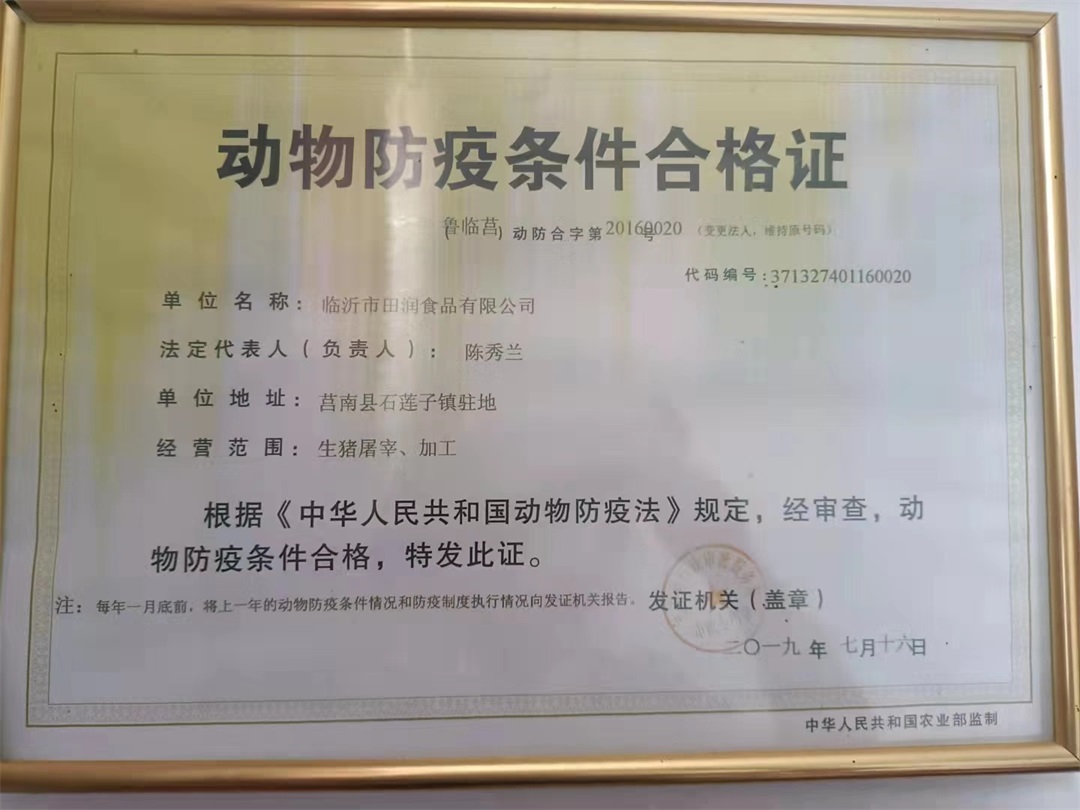 动物防疫条件合格证
(鲁临莒)动防合字第20160020号 (变更法人,维持原号码)
代码编号:371327401160020
单位名称:临沂市田润食品有限公司
法定代表人(负责人):陈秀兰
单位地址:莒南县石莲子镇驻地
经营范围:生猪屠宰、加工
根据《中华人民共和国动物防疫法》规定,经审查,动
物防疫条件合格,特发此证。
注:每年一月底前,将上一年的动物防疫条件情况和防疫制度执行情况向发证机关报告。 发证机关(盖章)
二〇一九年七月十六日
中华人民共和国农业部监制